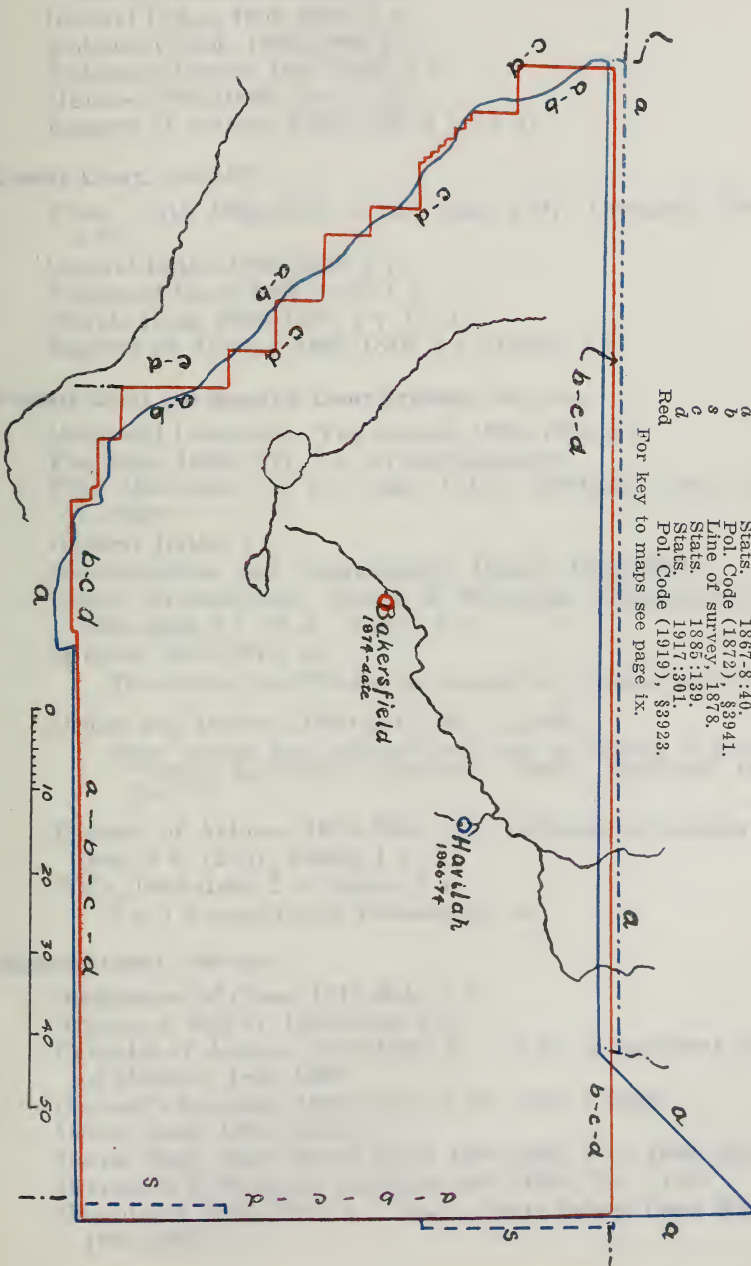 a Stats. 1867-8:40.
b Pol. Code (1872), §3941.
s Line of survey, 1878.
c Stats. 1885:139.
d Stats. 1917:301.
Red Pol. Code (1919), §3923.
For key to maps see page ix.
a
a
a
b-c-d
b-c-d
a
a-b
c-d
c-d
a-b
c-d
c-d
a-b
b-c-d
a
a-b-c-d
a-b-c-d
s
s
Bakersfield
1874-date
Havilah
1866-74
0 10 20 30 40 50